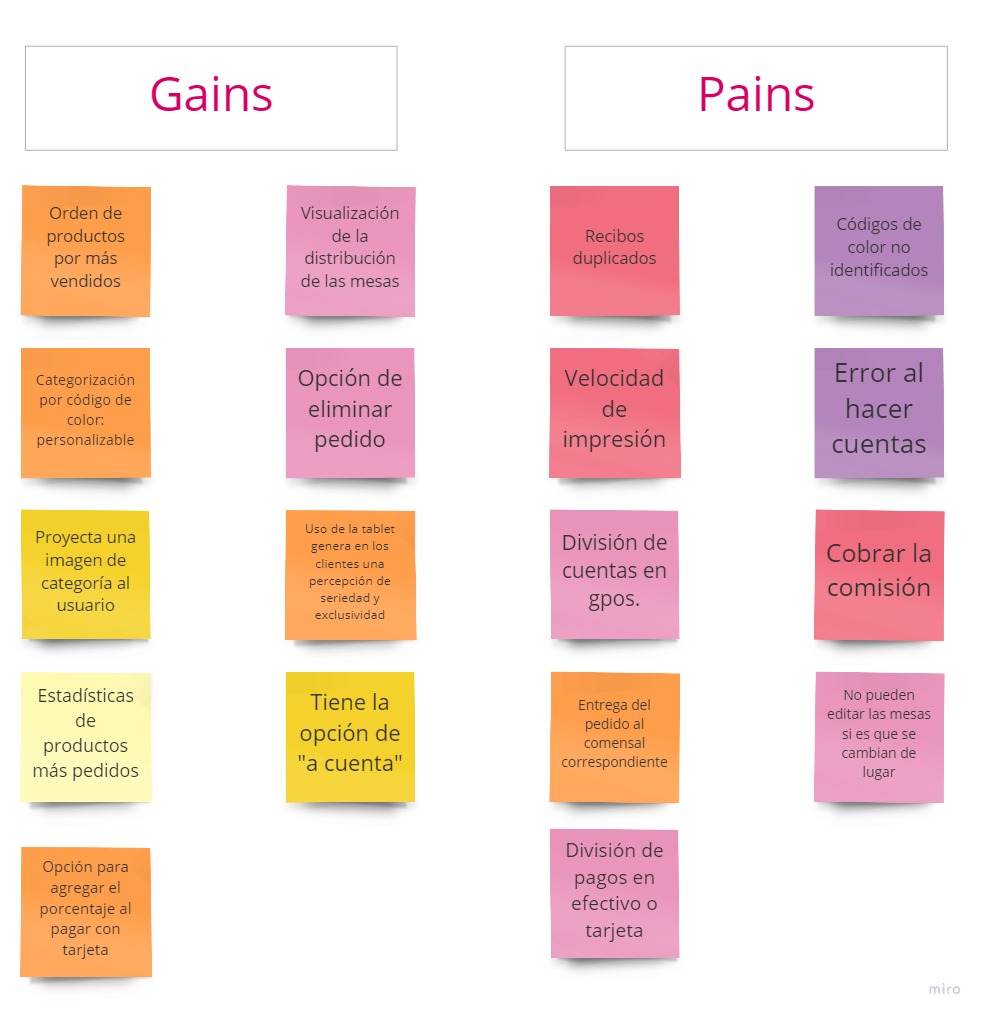 Gains
Pains
Orden de
productos
por más
vendidos
Visualización
de la
distribución
de las mesas
Recibos
duplicados
Códigos de
color no
identificados
Categorización
por código de
color:
personalizable
Opción de
eliminar
pedido
Velocidad
de
impresión
Error al
hacer
cuentas
Proyecta una
imagen de
categoría al
usuario
Uso de la tablet
genera en los
clientes una
percepción de
seriedad y
exclusividad
División de
cuentas en
gpos.
Cobrar la
comisión
Estadísticas
de
productos
más pedidos
Tiene la
opción de
"a cuenta"
Entrega del
pedido al
comensal
correspondiente
No pueden
editar las mesas
si es que se
cambian de
lugar
Opción para
agregar el
porcentaje al
pagar con
tarjeta
División de
pagos en
efectivo o
tarjeta
miro